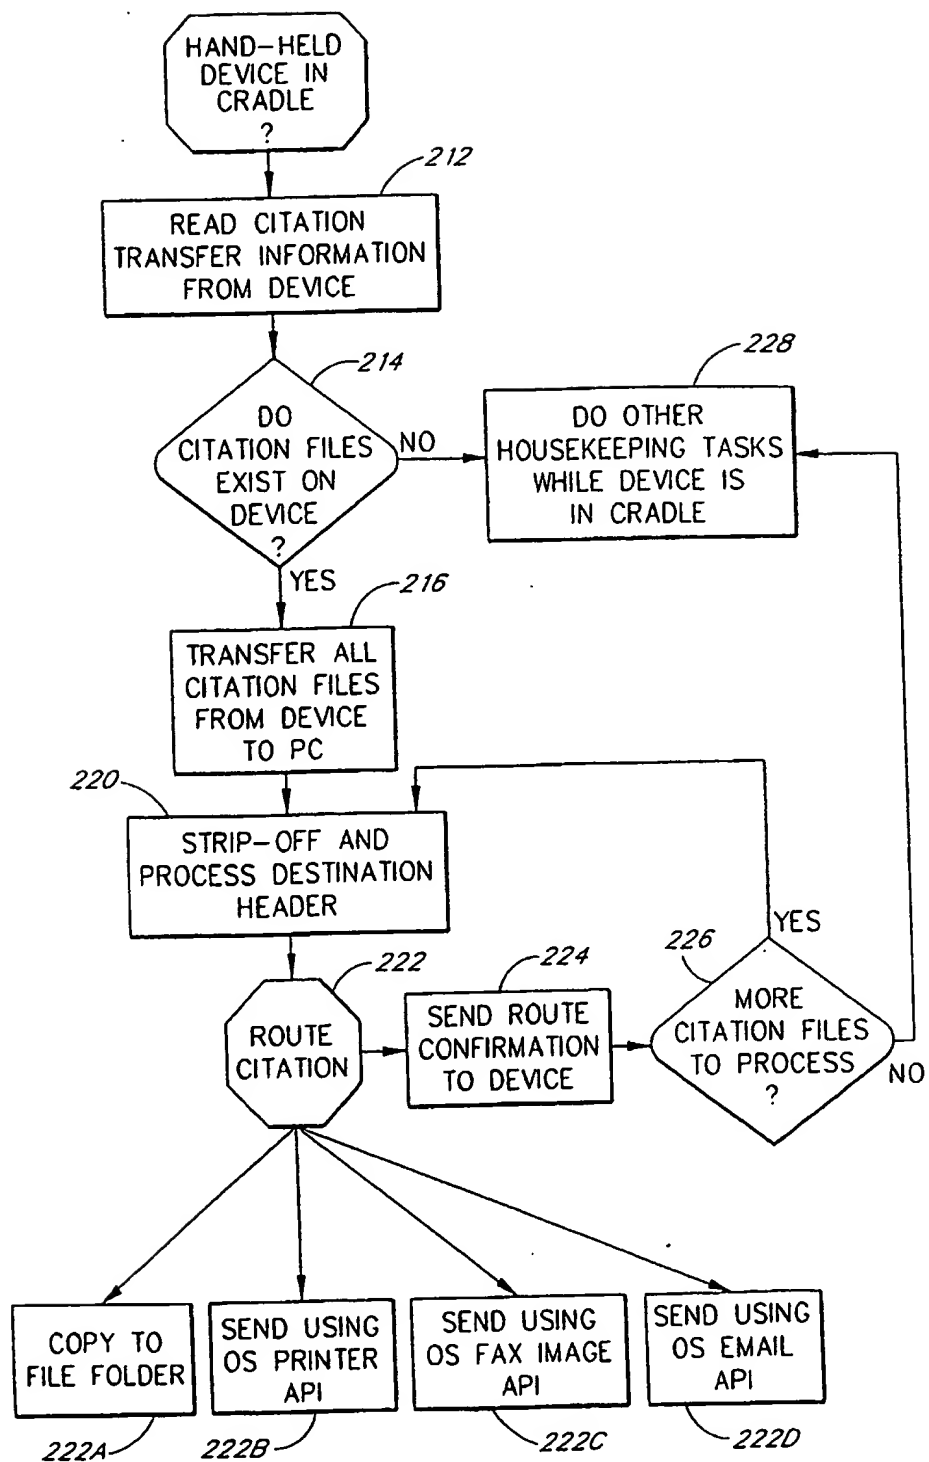 HAND-HELD
DEVICE IN
CRADLE
?
212
READ CITATION
TRANSFER INFORMATION
FROM DEVICE
214
DO
CITATION FILES
EXIST ON
DEVICE
?
NO
228
DO OTHER
HOUSEKEEPING TASKS
WHILE DEVICE IS
IN CRADLE
YES
216
TRANSFER ALL
CITATION FILES
FROM DEVICE
TO PC
220
STRIP-OFF AND
PROCESS DESTINATION
HEADER
222
ROUTE
CITATION
224
SEND ROUTE
CONFIRMATION
TO DEVICE
226
YES
MORE
CITATION FILES
TO PROCESS
?
NO
COPY TO
FILE FOLDER
222A
SEND USING
OS PRINTER
API
222B
SEND USING
OS FAX IMAGE
API
222C
SEND USING
OS EMAIL
API
222D